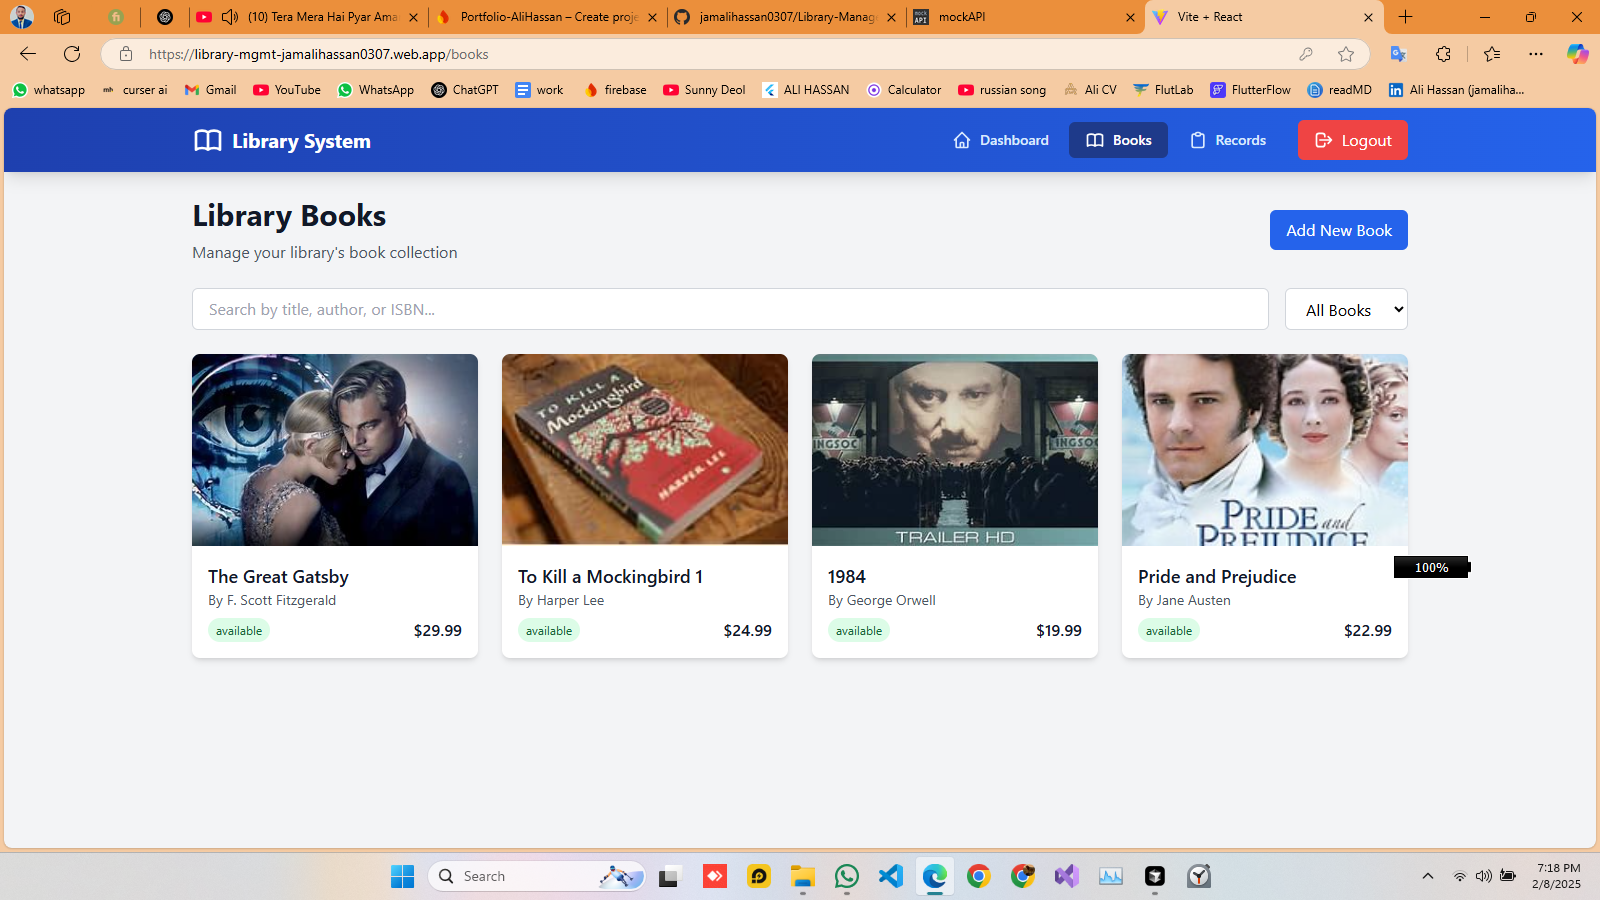 (10) Tera Mera Hai Pyar Ama
Portfolio-AliHassan – Create proje
jamalihassan0307/Library-Manag
MOCK API
mockAPI
Vite + React
https://library-mgmt-jamalihassan0307.web.app/books
whatsapp
mh
curser ai
Gmail
YouTube
WhatsApp
ChatGPT
work
firebase
Sunny Deol
ALI HASSAN
Calculator
russian song
Ali CV
FlutLab
FlutterFlow
readMD
Ali Hassan (jamaliha...
Library System
Dashboard
Books
Records
Logout
Library Books
Manage your library's book collection
Add New Book
Search by title, author, or ISBN...
All Books
TO KILL A
Mockingbird
HARPER LEE
INGSOC
INGSOC
TRAILER HD
PRIDE and
PREJUDICE
The Great Gatsby
By F. Scott Fitzgerald
available
$29.99
To Kill a Mockingbird 1
By Harper Lee
available
$24.99
1984
By George Orwell
available
$19.99
Pride and Prejudice
By Jane Austen
available
$22.99
100%
Search
7:18 PM
2/8/2025